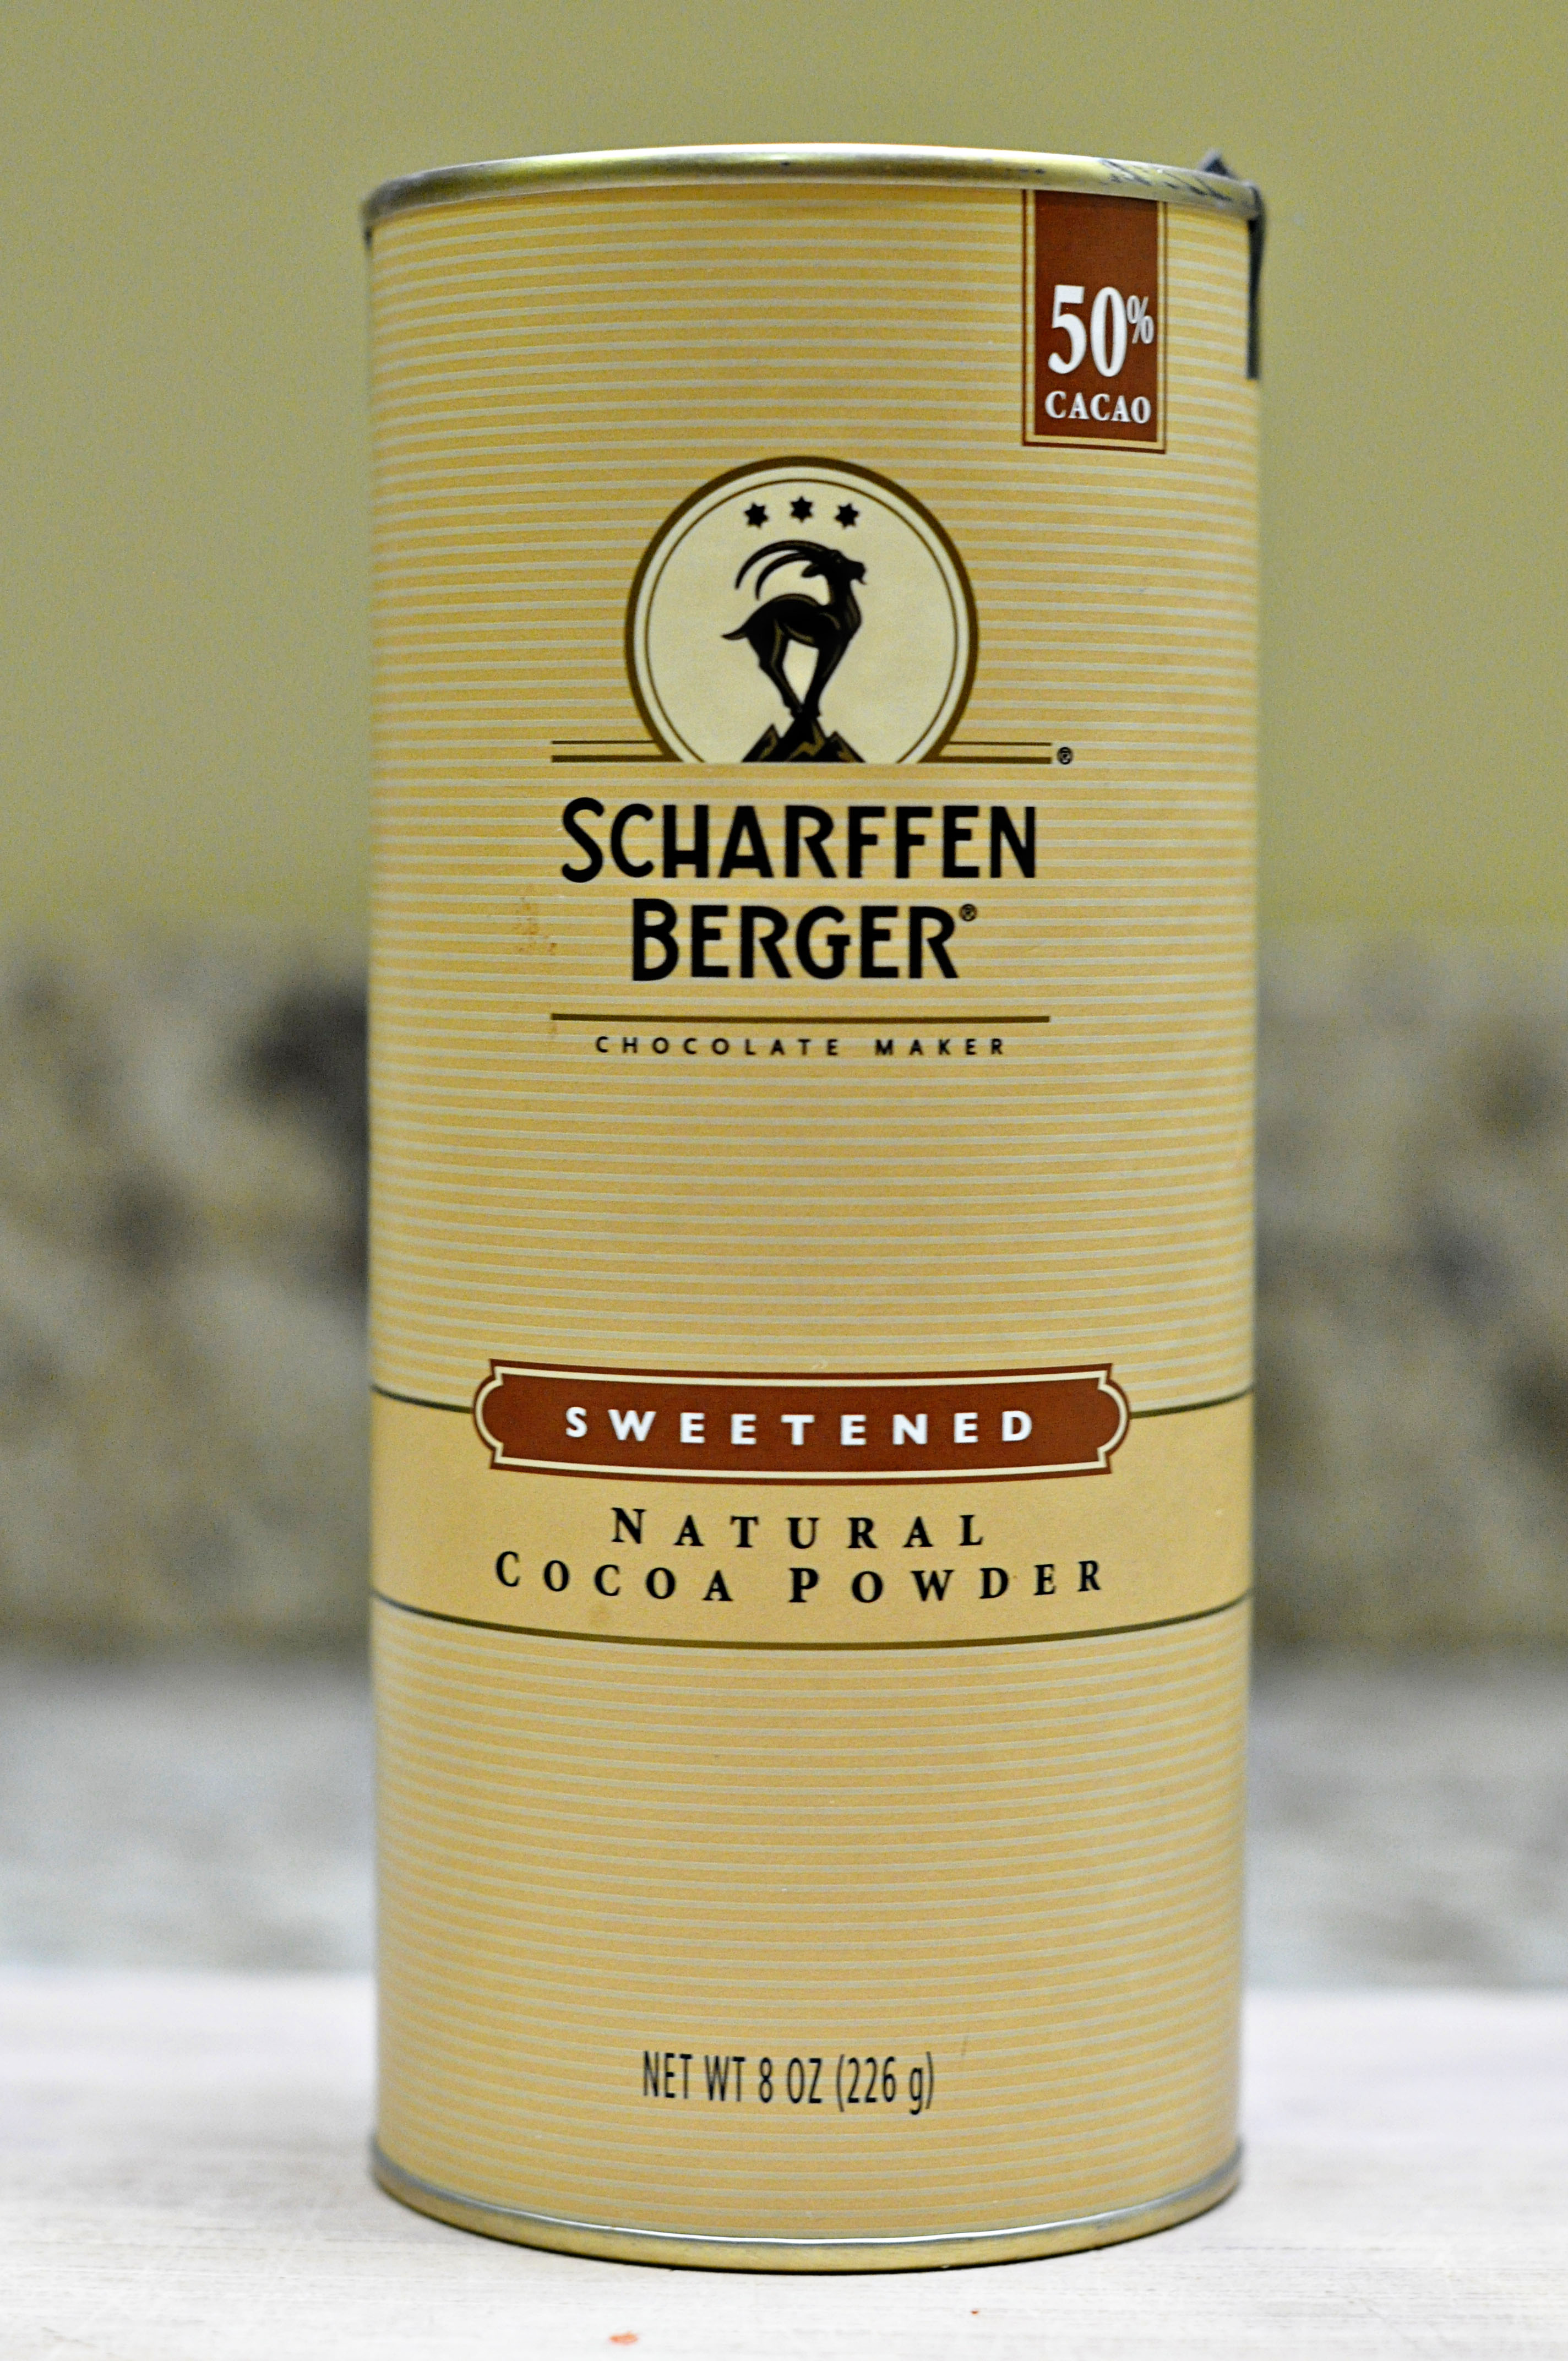 50%
CACAO
®
SCHARFFEN
BERGER®
CHOCOLATE MAKER
SWEETENED
NATURAL
COCOA POWDER
NET WT 8 OZ (226 g)